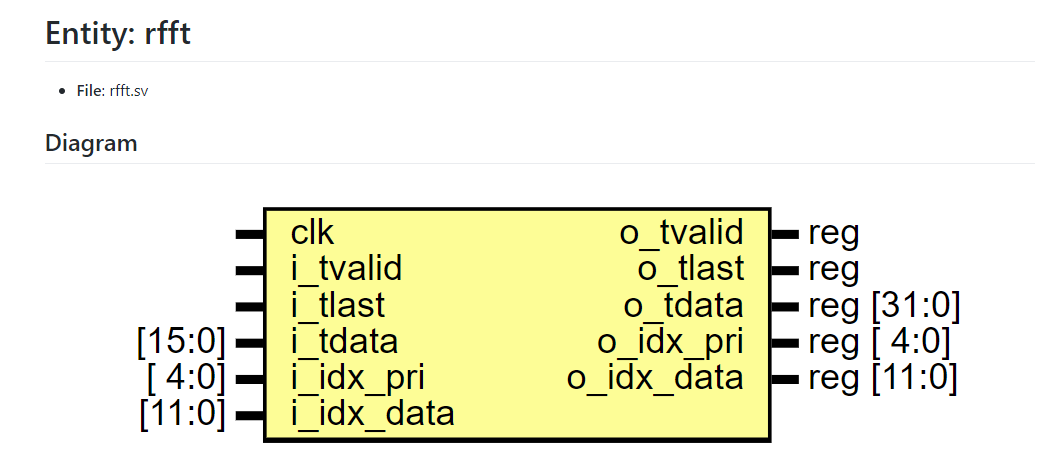 Entity: rfft
File: rfft.sv
Diagram
clk o_tvalid reg
i_tvalid o_tlast reg
i_tlast o_tdata reg [31:0]
[15:0] i_tdata o_idx_pri reg [ 4:0]
[ 4:0] i_idx_pri o_idx_data reg [11:0]
[11:0] i_idx_data